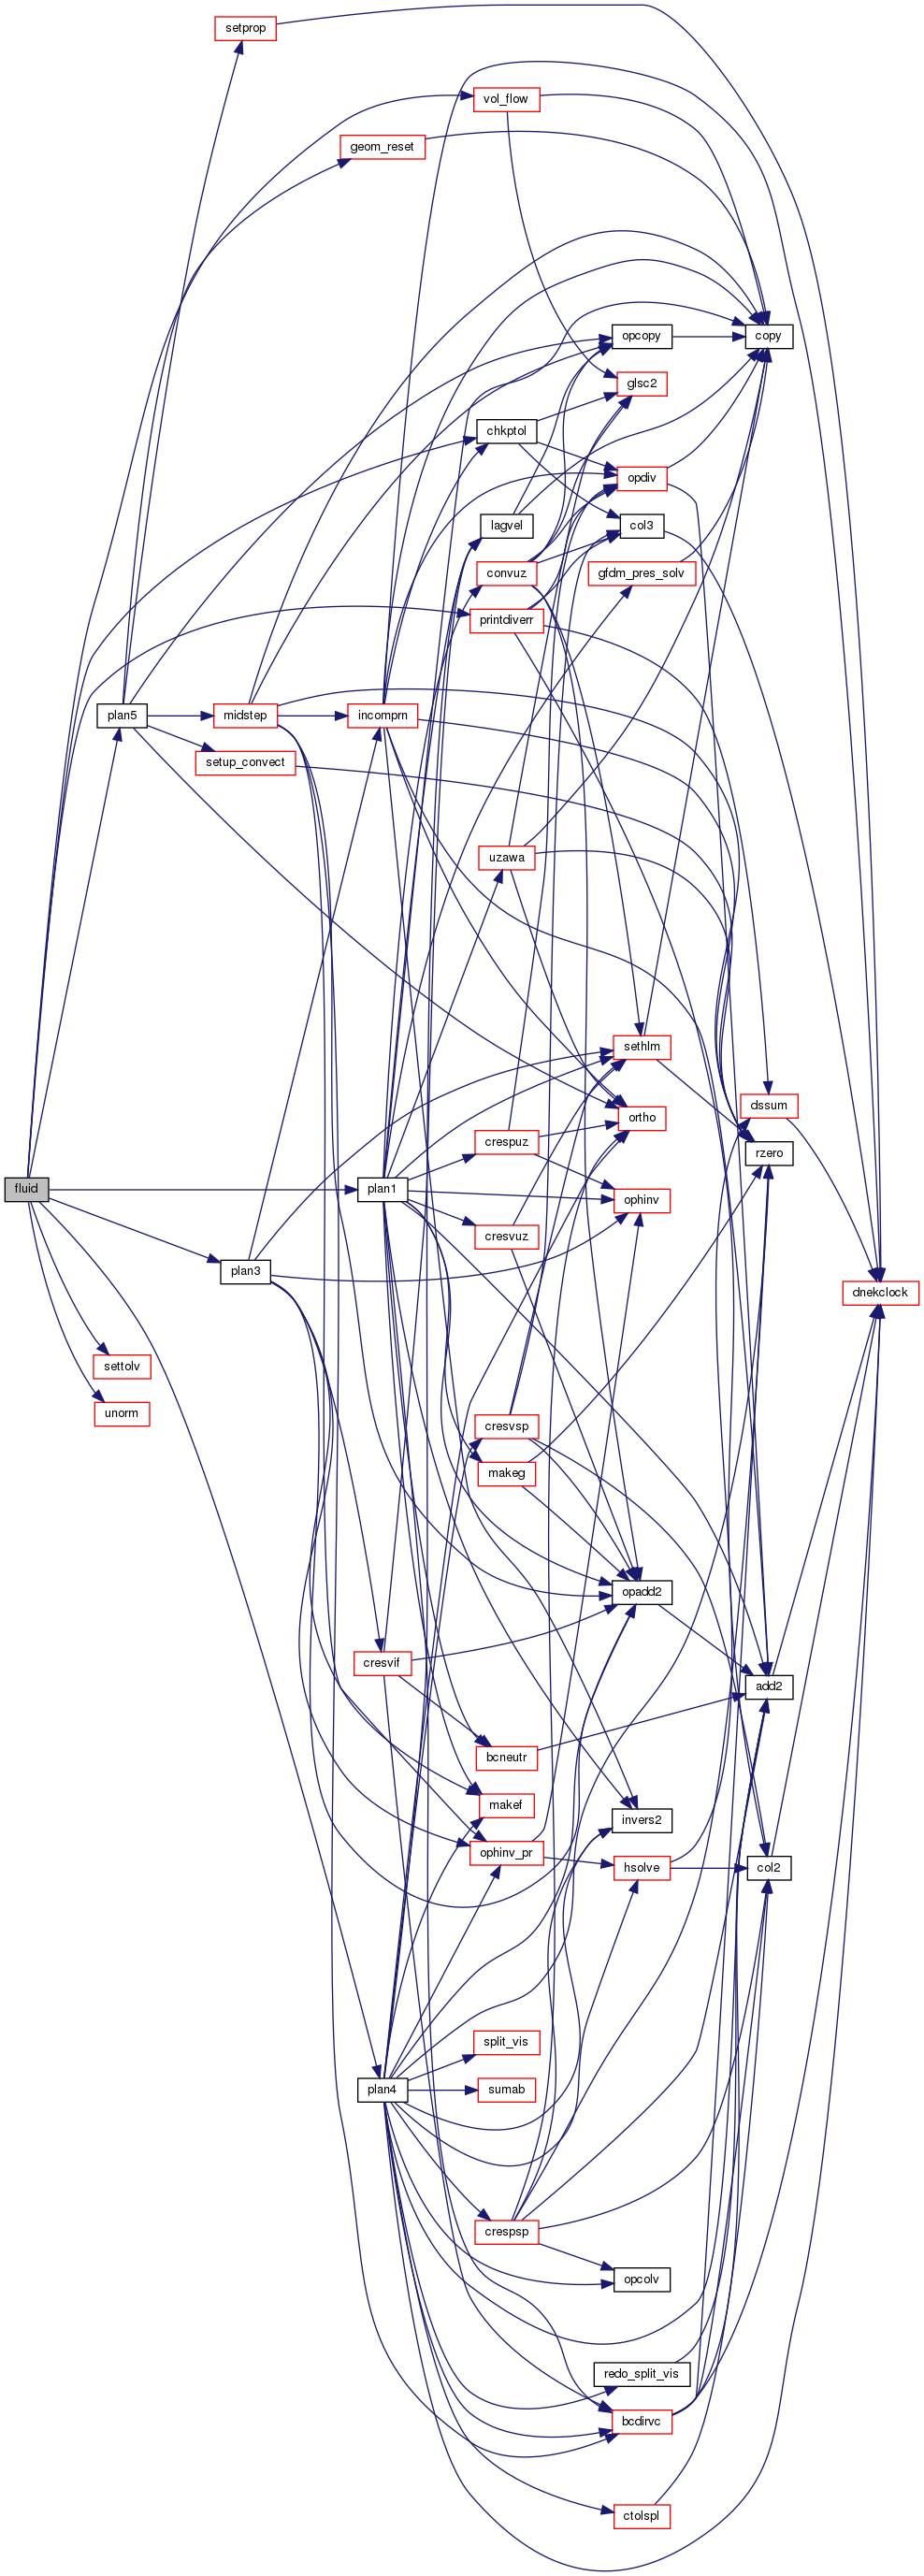 setprop
vol_flow
geom_reset
opcopy
copy
glsc2
chkptol
opdiv
lagvel
col3
convuz
gfdm_pres_solv
printdiverr
plan5
midstep
incomprn
setup_convect
uzawa
sethlm
dssum
ortho
crespuz
rzero
fluid
plan1
ophinv
cresvuz
plan3
dnekclock
settolv
unorm
cresvsp
makeg
opadd2
cresvif
add2
bcneutr
makef
invers2
ophinv_pr
hsolve
col2
split_vis
plan4
sumab
crespsp
opcolv
redo_split_vis
bcdirvc
ctolspl